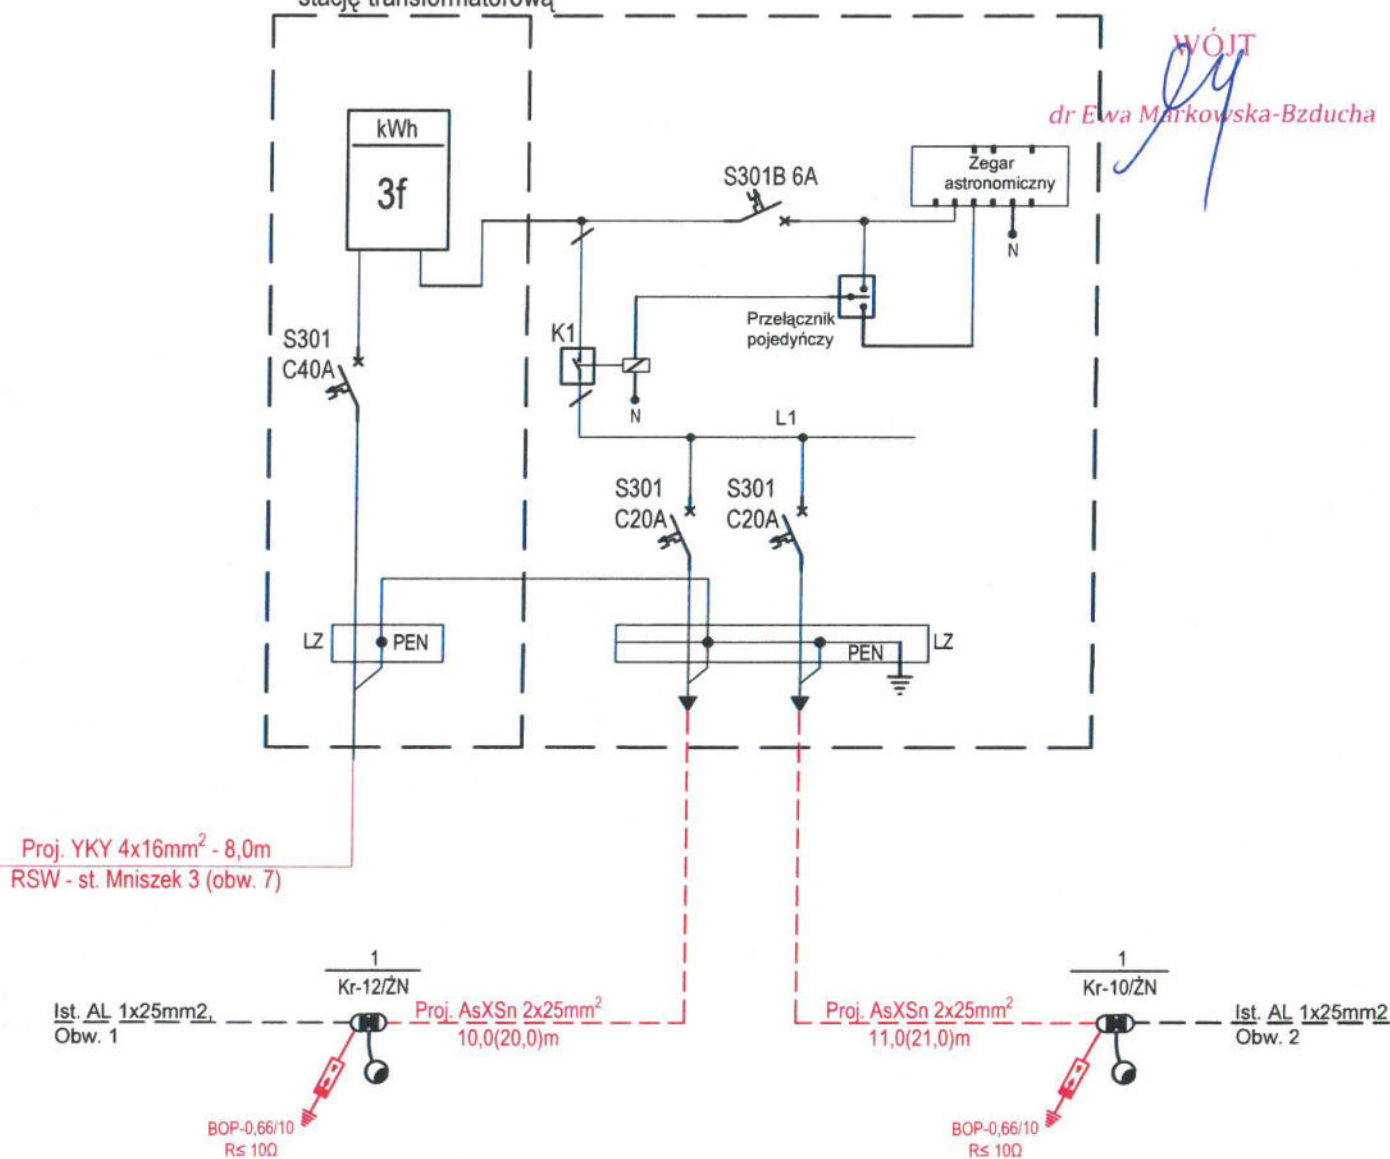 stację transformatorową
WÓJT
dr Ewa Markowska-Bzducha
kWh
3f
S301B 6A
Zegar
astronomiczny
N
Przełącznik
pojedyńczy
S301
C40A
K1
N
L1
S301
C20A
S301
C20A
LZ
PEN
PEN
LZ
Proj. YKY 4x16mm² - 8,0m
RSW - st. Mniszek 3 (obw. 7)
1
Kr-12/ŻN
1
Kr-10/ŻN
Ist. AL 1x25mm2,
Obw. 1
Proj. AsXSn 2x25mm²
10,0(20,0)m
Proj. AsXSn 2x25mm²
11,0(21,0)m
Ist. AL 1x25mm2
Obw. 2
BOP-0,66/10
R≤ 10Ω
BOP-0,66/10
R≤ 10Ω